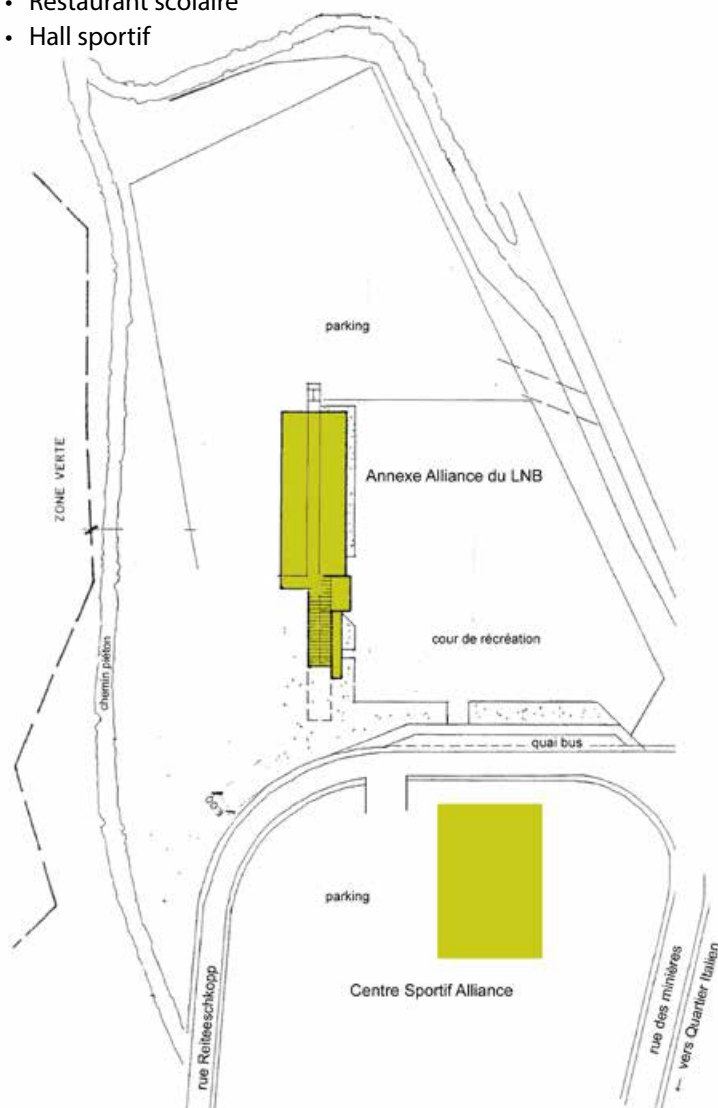 • Restaurant scolaire
• Hall sportif
parking
ZONE VERTE
Annexe Alliance du LNB
cour de récréation
chemin piéton
quai bus
parking
Centre Sportif Alliance
rue Reiteeschkopp
rue des minières
← vers Quartier Italien